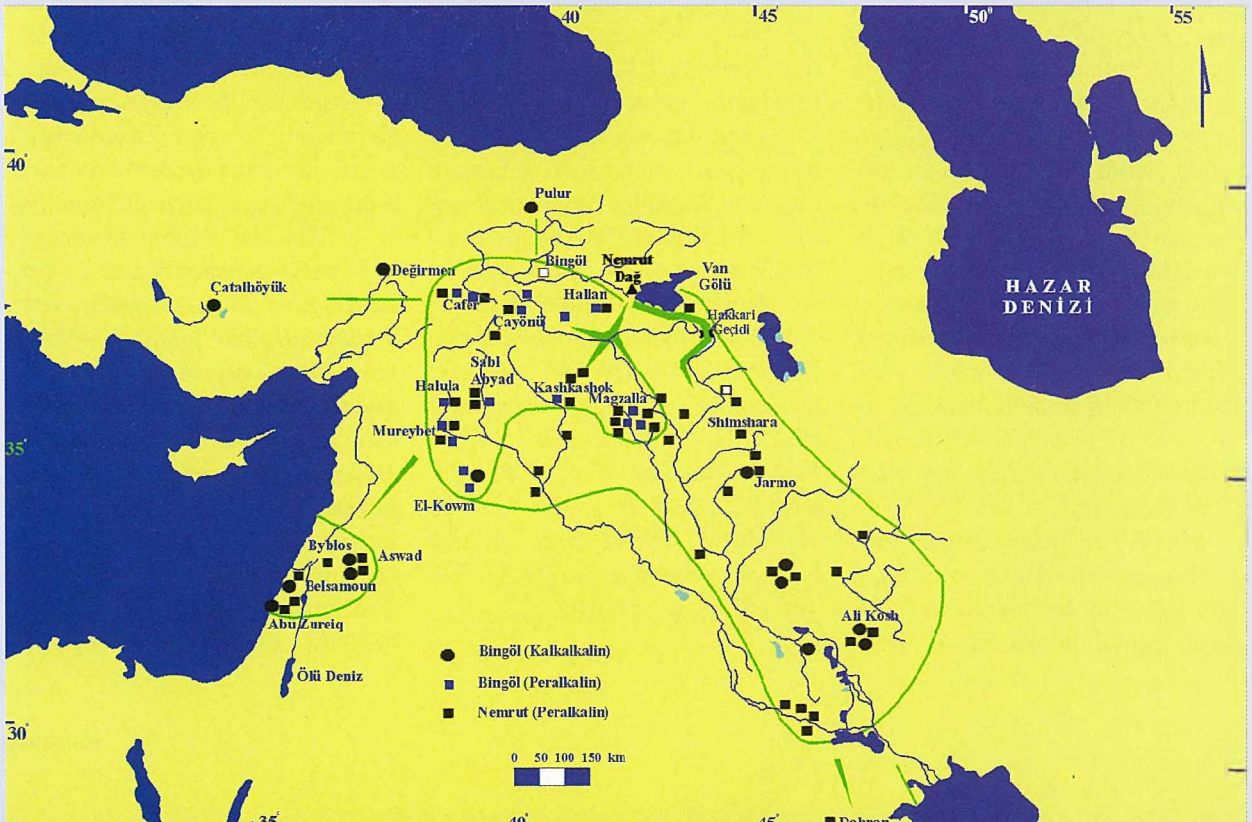 40°
45°
50°
55°
40°
Pulur
Bingöl
Nemrut
Dağ
Van
Gölü
Değirmen
Çatalhöyük
Cafer
Hallan
Çayönü
Hakkari
Geçidi
HAZAR
DENİZİ
Sabl
Abyad
Halula
Kashkashok
Magzalla
Mureybet
Shimshara
35°
Jarmo
El-Kowm
Byblos
Aswad
Belsamoun
Abu Zureiq
Ali Kosh
Ölü Deniz
Bingöl (Kalkalkalin)
Bingöl (Peralkalin)
Nemrut (Peralkalin)
30°
0 50 100 150 km
35°
40°
45°
Dahran